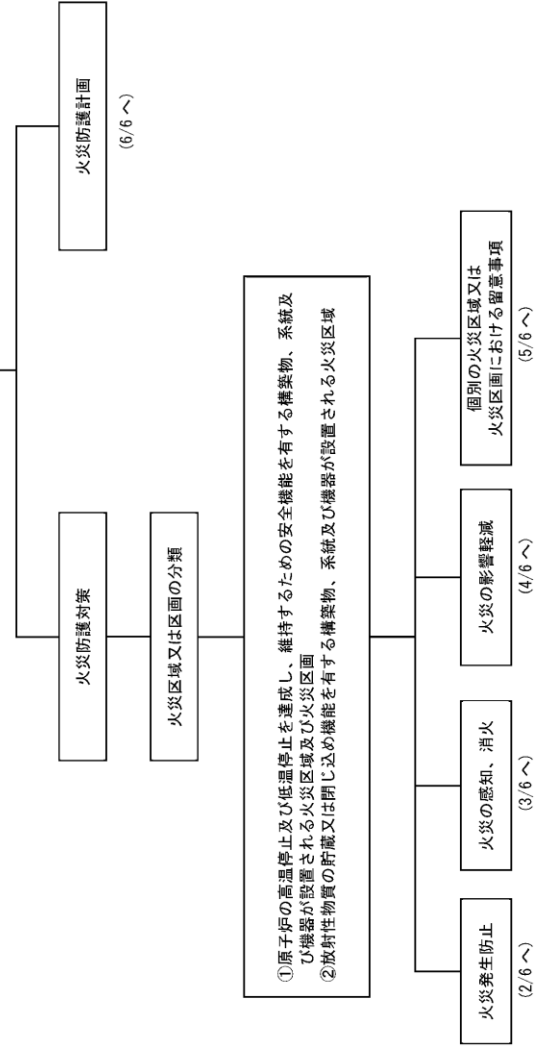 火災防護対策
火災防護計画
(6/6 へ)
火災区域又は区画の分類
①原子炉の高温停止及び低温停止を達成し、維持するための安全機能を有する構築物、系統及
び機器が設置される火災区域及び火災区画
②放射性物質の貯蔵又は閉じ込め機能を有する構築物、系統及び機器が設置される火災区域
火災発生防止
(2/6 へ)
火災の感知、消火
(3/6 へ)
火災の影響軽減
(4/6 へ)
個別の火災区域又は
火災区画における留意事項
(5/6 へ)